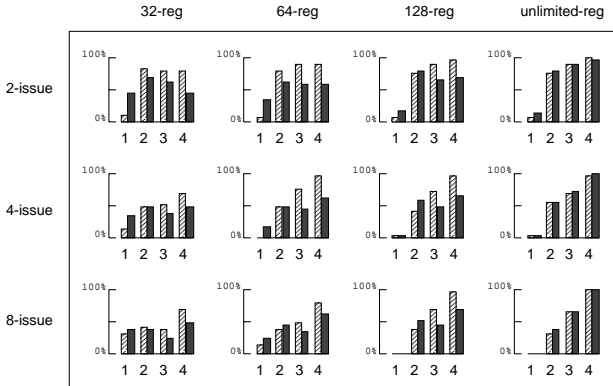 32-reg 64-reg 128-reg unlimited-reg
2-issue
100% 100% 100% 100%
0% 0% 0% 0%
1 2 3 4 1 2 3 4 1 2 3 4 1 2 3 4
4-issue
100% 100% 100% 100%
0% 0% 0% 0%
1 2 3 4 1 2 3 4 1 2 3 4 1 2 3 4
8-issue
100% 100% 100% 100%
0% 0% 0% 0%
1 2 3 4 1 2 3 4 1 2 3 4 1 2 3 4